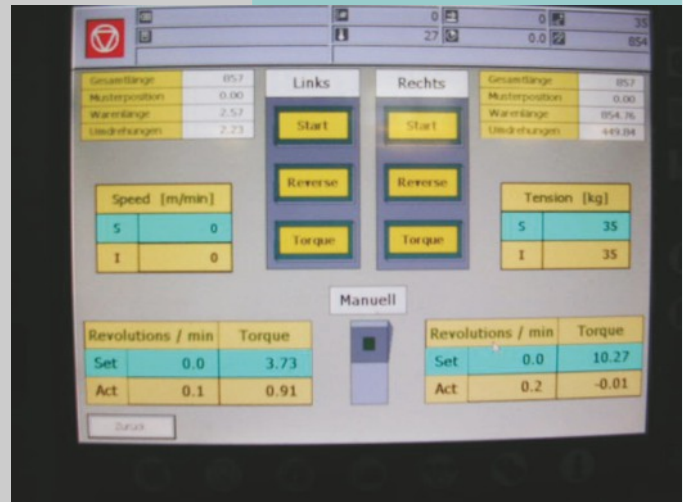 0 0 35
27 0.0 854
Gesamtlänge 857
Musterposition 0.00
Warenlänge 2.57
Umdrehungen 2.23
Links
Start
Reverse
Torque
Rechts
Start
Reverse
Torque
Gesamtlänge 857
Musterposition 0.00
Warenlänge 854.76
Umdrehungen 449.84
Speed [m/min]
S 0
I 0
Tension [kg]
S 35
I 35
Manuell
Revolutions / min Torque
Set 0.0 3.73
Act 0.1 0.91
Revolutions / min Torque
Set 0.0 10.27
Act 0.2 -0.01
Zurück